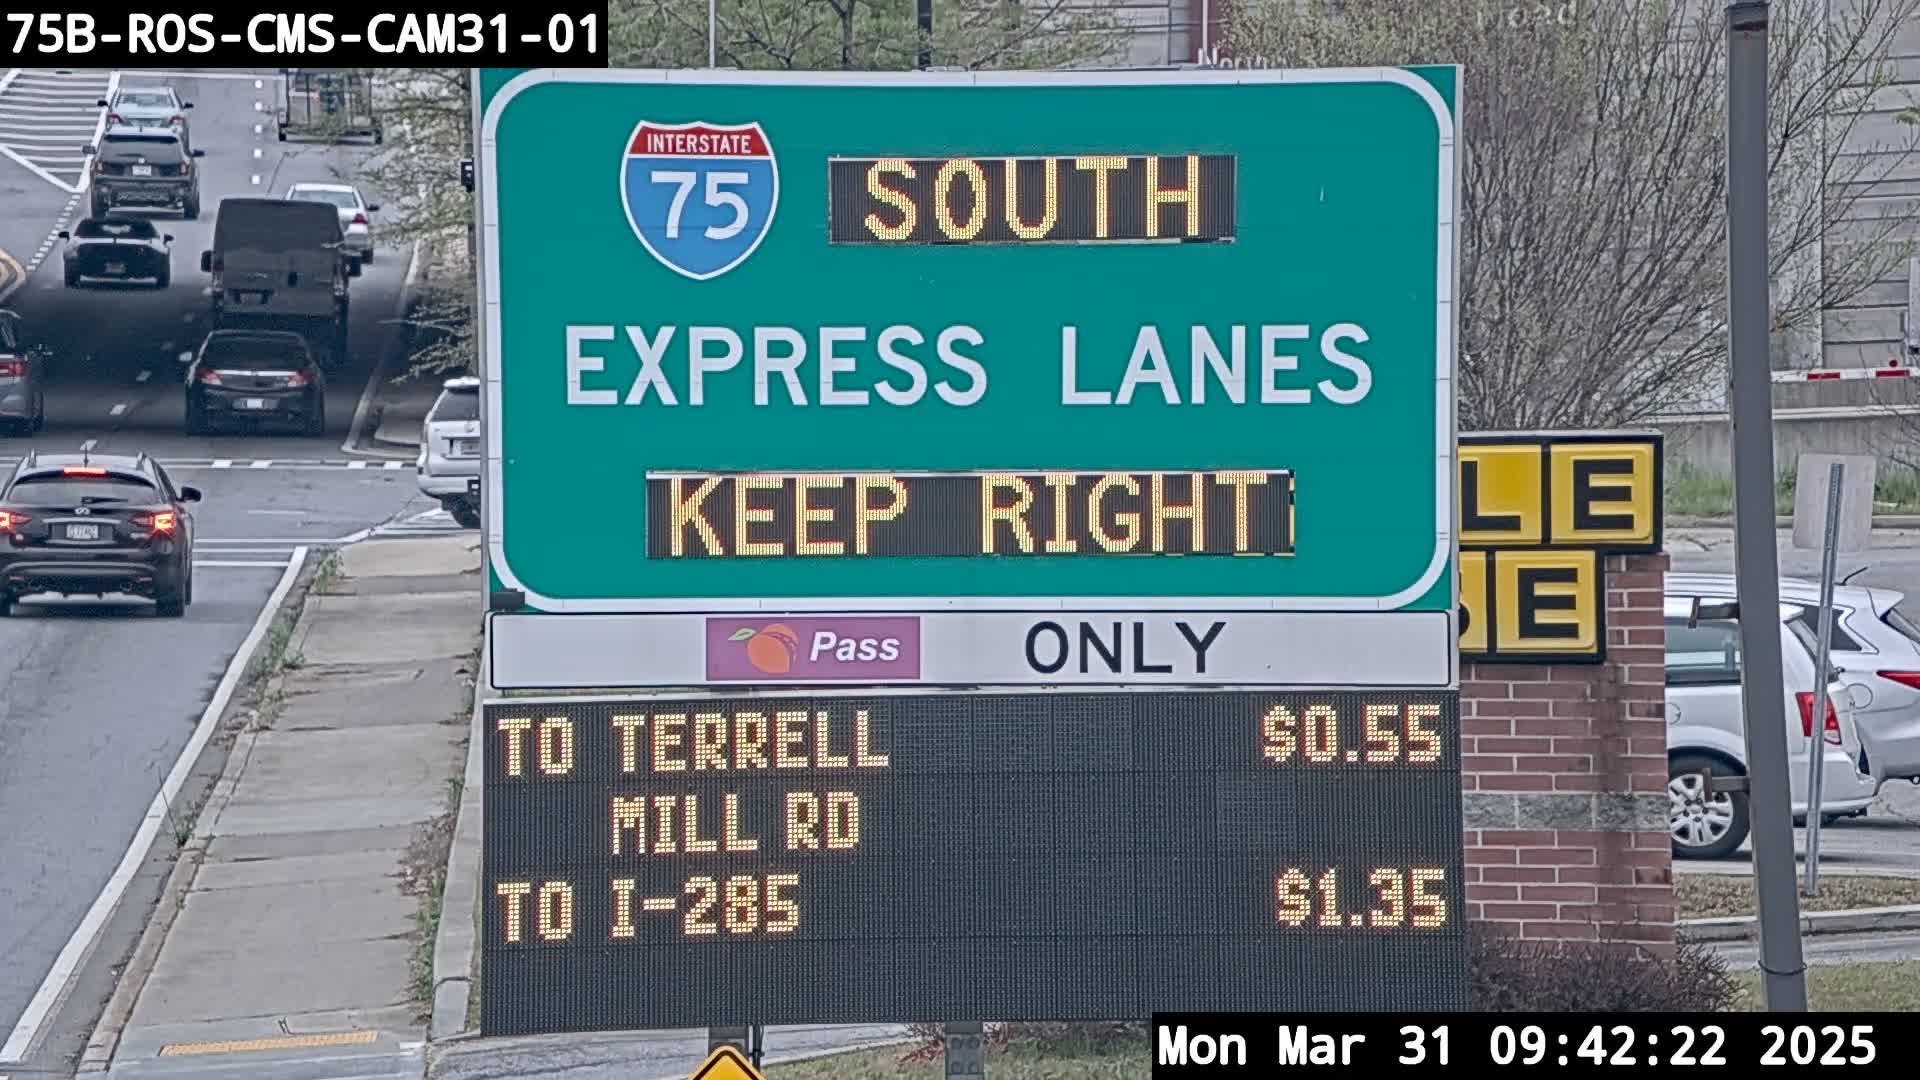 75B-ROS-CMS-CAM31-01
INTERSTATE
75
SOUTH
EXPRESS LANES
KEEP RIGHT
Pass ONLY
TO TERRELL $0.55
MILL RD
TO I-285 $1.35
LE
E
Mon Mar 31 09:42:22 2025